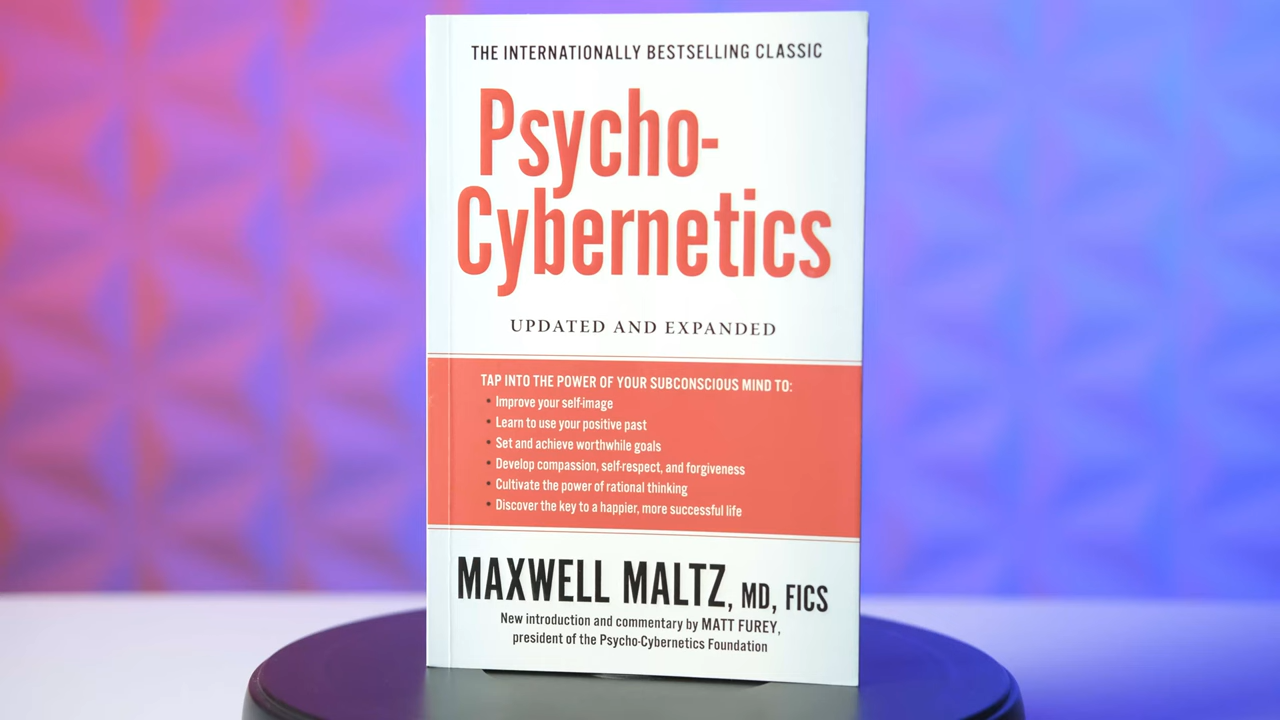 THE INTERNATIONALLY BESTSELLING CLASSIC
Psycho-
Cybernetics
UPDATED AND EXPANDED
TAP INTO THE POWER OF YOUR SUBCONSCIOUS MIND TO:
• Improve your self-image
• Learn to use your positive past
• Set and achieve worthwhile goals
• Develop compassion, self-respect, and forgiveness
• Cultivate the power of rational thinking
• Discover the key to a happier, more successful life
MAXWELL MALTZ, MD, FICS
New introduction and commentary by MATT FUREY,
president of the Psycho-Cybernetics Foundation